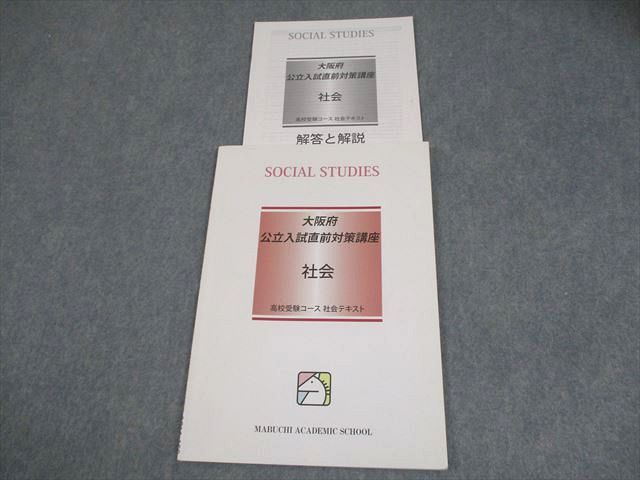 SOCIAL STUDIES
大阪府
公立入試直前対策講座
社会
高校受験コース 社会テキスト
解答と解説
SOCIAL STUDIES
大阪府
公立入試直前対策講座
社会
高校受験コース 社会テキスト
MABUCHI ACADEMIC SCHOOL